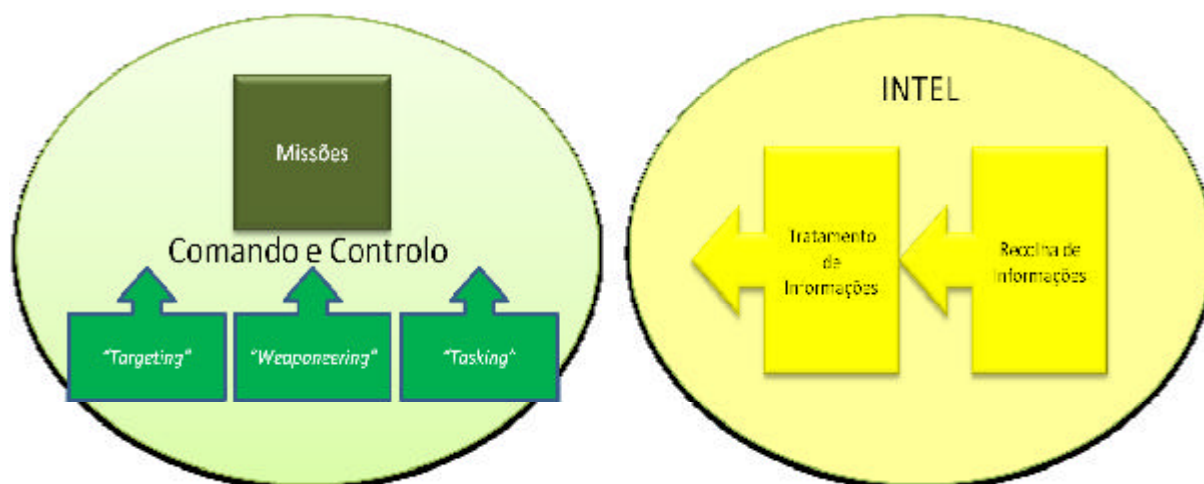 Missões
Comando e Controlo
"Targeting"
"Weaponeering"
"Tasking"
INTEL
Tratamento
de
Informações
Recolha de
Informações